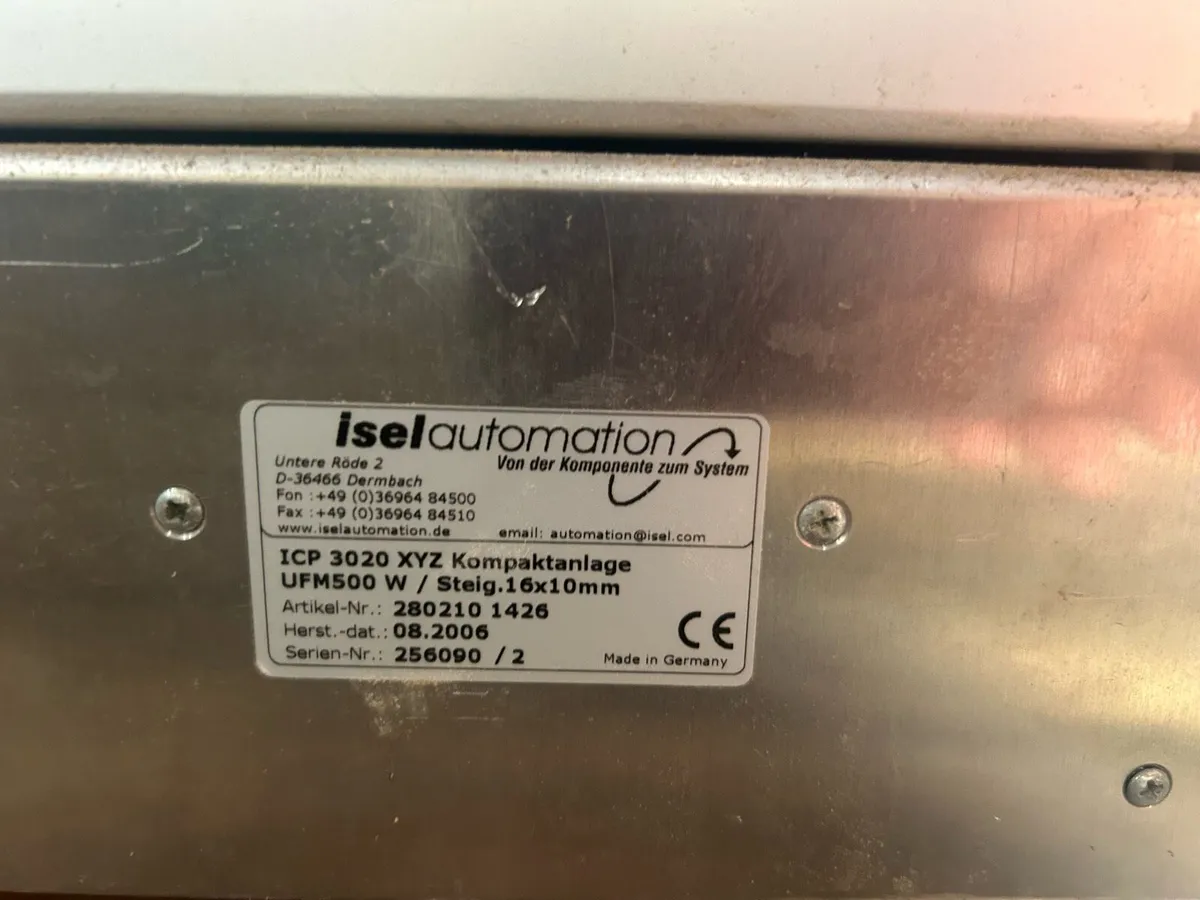 isel automation
Untere Röde 2
Von der Komponente zum System
D-36466 Dermbach
Fon :+49 (0)36964 84500
Fax :+49 (0)36964 84510
www.iselautomation.de email: automation@isel.com
ICP 3020 XYZ Kompaktanlage
UFM500 W / Steig.16x10mm
Artikel-Nr.: 280210 1426
Herst.-dat.: 08.2006
Serien-Nr.: 256090 / 2
CE
Made in Germany